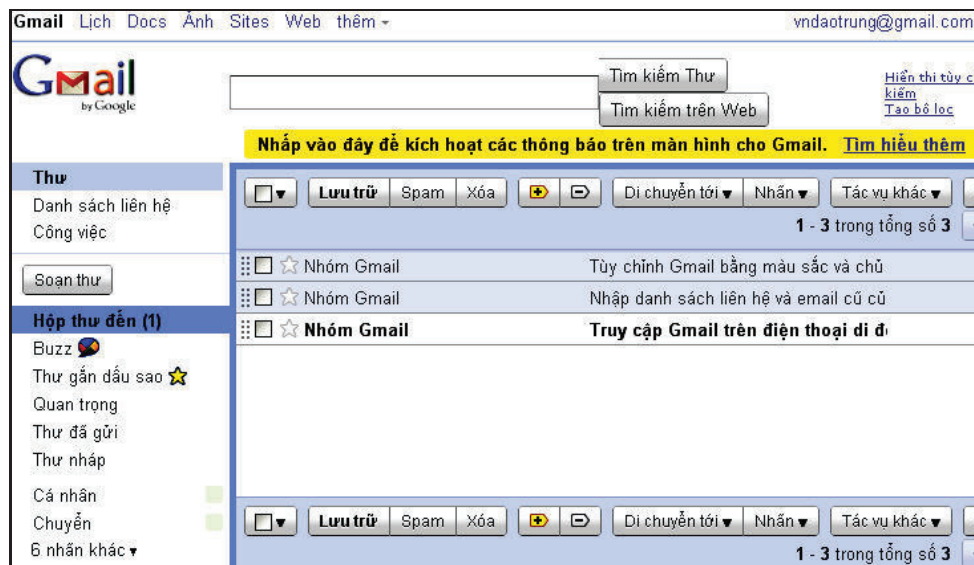 Gmail Lịch Docs Ảnh Sites Web thêm vndaotrung@gmail.com
Gmail
by Google
Tìm kiếm Thư
Tìm kiếm trên Web
Hiển thị tùy c
kiếm
Tạo bộ lọc
Nhấp vào đây để kích hoạt các thông báo trên màn hình cho Gmail. Tìm hiểu thêm
Thư
Danh sách liên hệ
Công việc
Soạn thư
Hộp thư đến (1)
Buzz
Thư gắn dấu sao
Quan trọng
Thư đã gửi
Thư nháp
Cá nhân
Chuyển
6 nhãn khác
Lưu trữ Spam Xóa Di chuyển tới Nhãn Tác vụ khác
1 - 3 trong tổng số 3
Nhóm Gmail Tùy chỉnh Gmail bằng màu sắc và chủ
Nhóm Gmail Nhập danh sách liên hệ và email cũ củ
Nhóm Gmail Truy cập Gmail trên điện thoại di đ
Lưu trữ Spam Xóa Di chuyển tới Nhãn Tác vụ khác
1 - 3 trong tổng số 3